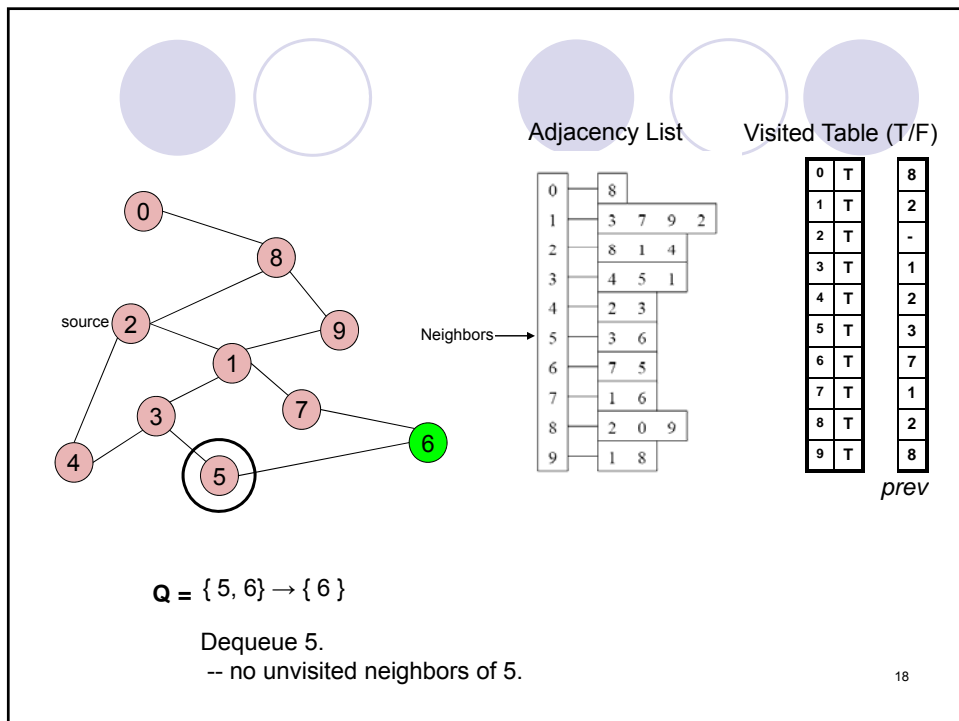 Adjacency List
Visited Table (T/F)
0
8
source 2
9
1
3
7
6
4
5
Neighbors
0 8
1 3 7 9 2
2 8 1 4
3 4 5 1
4 2 3
5 3 6
6 7 5
7 1 6
8 2 0 9
9 1 8
0 T 8
1 T 2
2 T -
3 T 1
4 T 2
5 T 3
6 T 7
7 T 1
8 T 2
9 T 8
prev
Q = { 5, 6} → { 6 }
Dequeue 5.
-- no unvisited neighbors of 5.
18